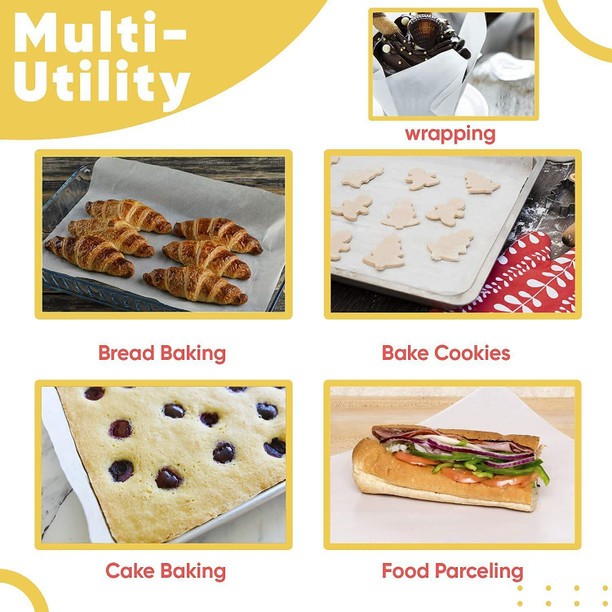 Multi-
Utility
wrapping
Bread Baking
Bake Cookies
Cake Baking
Food Parceling